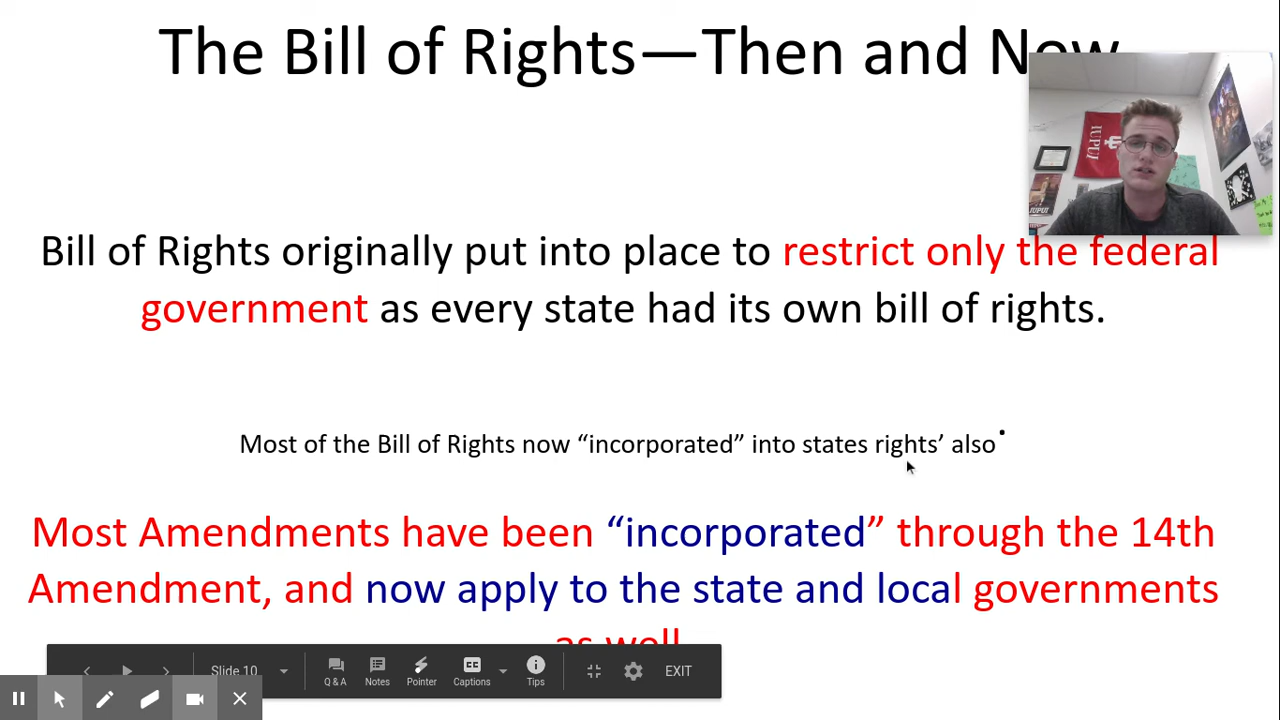 The Bill of Rights—Then and Now
IUPUI
IUPUI
Bill of Rights originally put into place to restrict only the federal
government as every state had its own bill of rights.
Most of the Bill of Rights now “incorporated” into states rights’ also.
Most Amendments have been “incorporated” through the 14th
Amendment, and now apply to the state and local governments
as well
Slide 10
Q & A
Notes
Pointer
Captions
Tips
EXIT